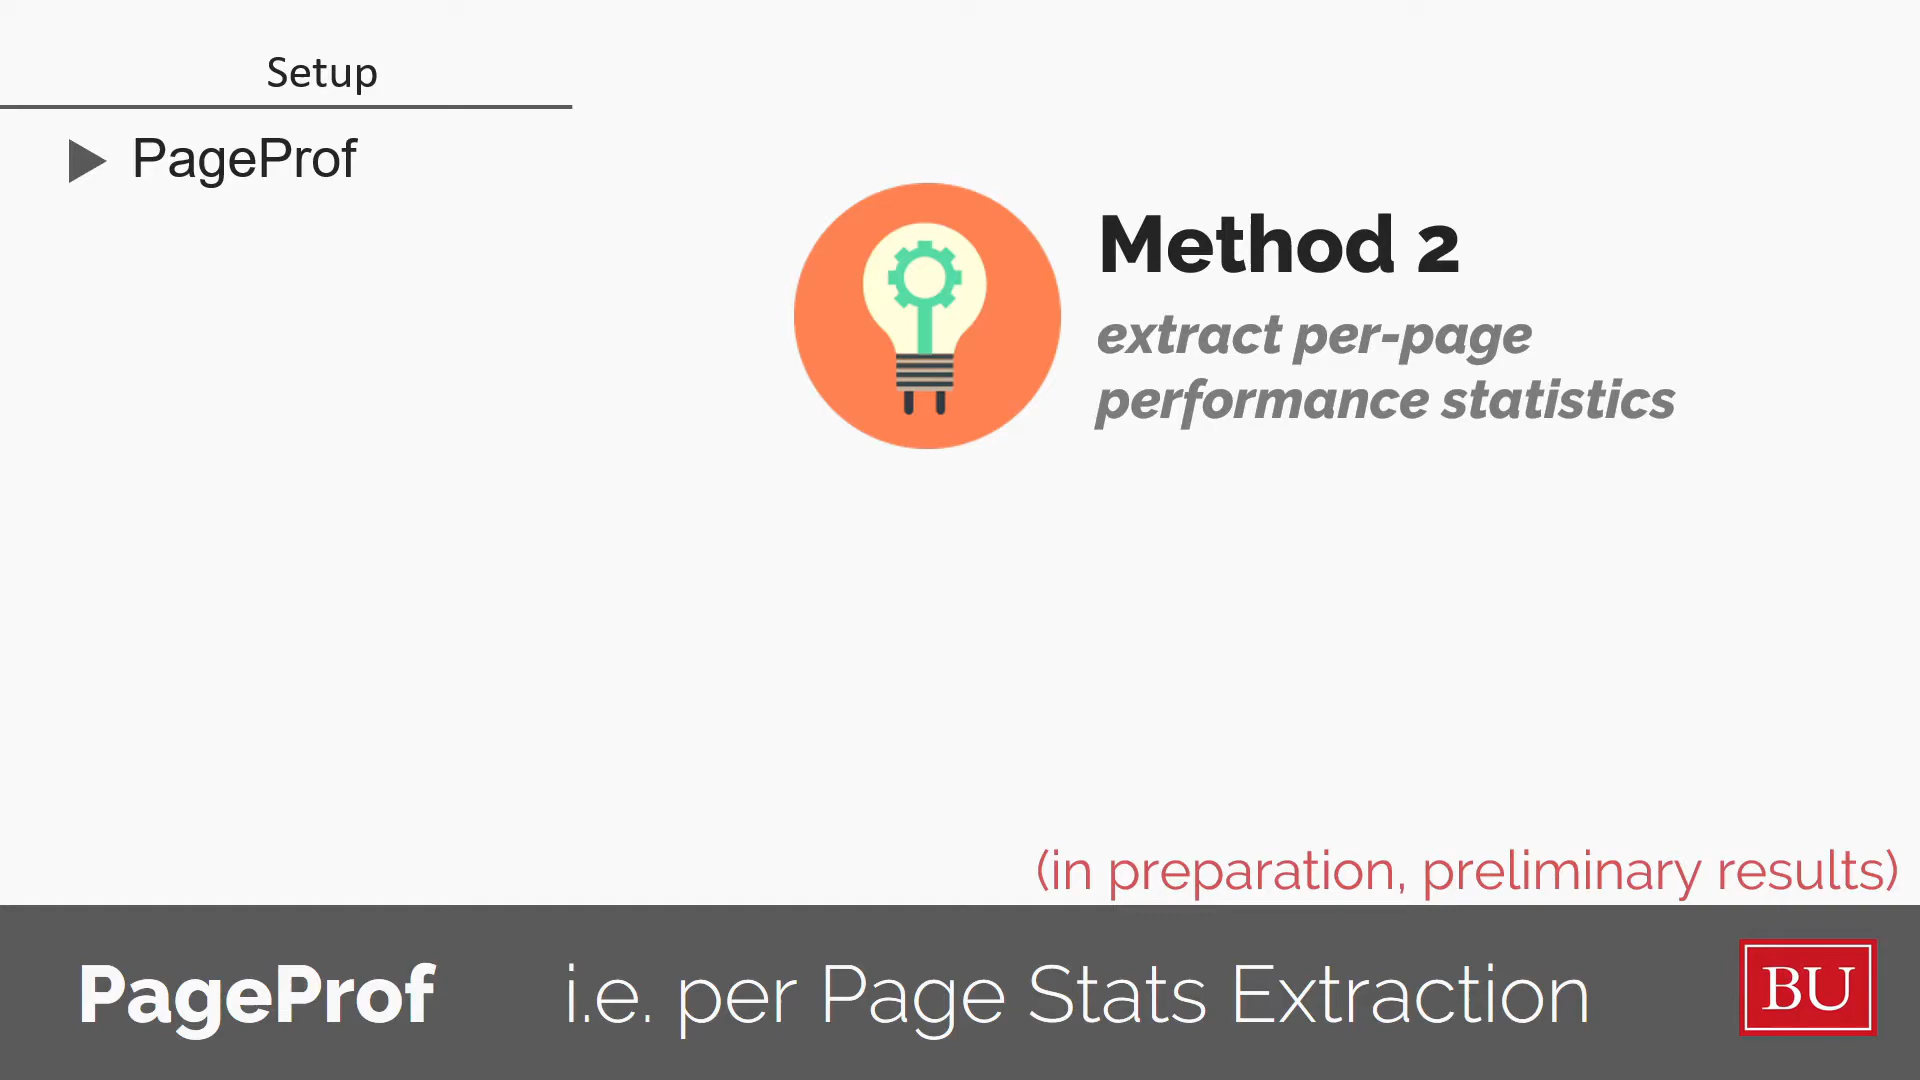 Setup
PageProf
Method 2
extract per-page
performance statistics
(in preparation, preliminary results)
PageProf i.e. per Page Stats Extraction
BU